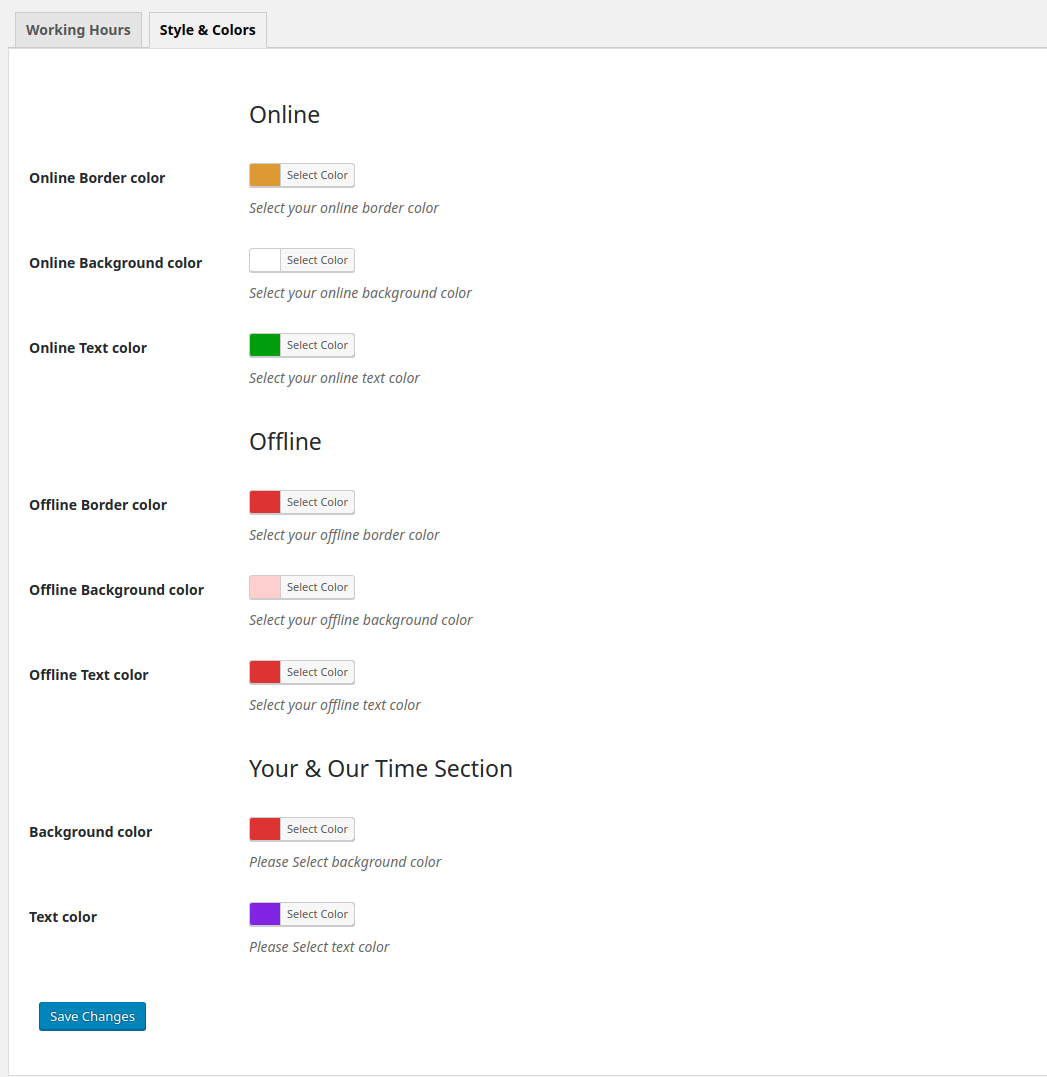 Working Hours
Style & Colors
Online
Online Border color
Select Color
Select your online border color
Online Background color
Select Color
Select your online background color
Online Text color
Select Color
Select your online text color
Offline
Offline Border color
Select Color
Select your offline border color
Offline Background color
Select Color
Select your offline background color
Offline Text color
Select Color
Select your offline text color
Your & Our Time Section
Background color
Select Color
Please Select background color
Text color
Select Color
Please Select text color
Save Changes